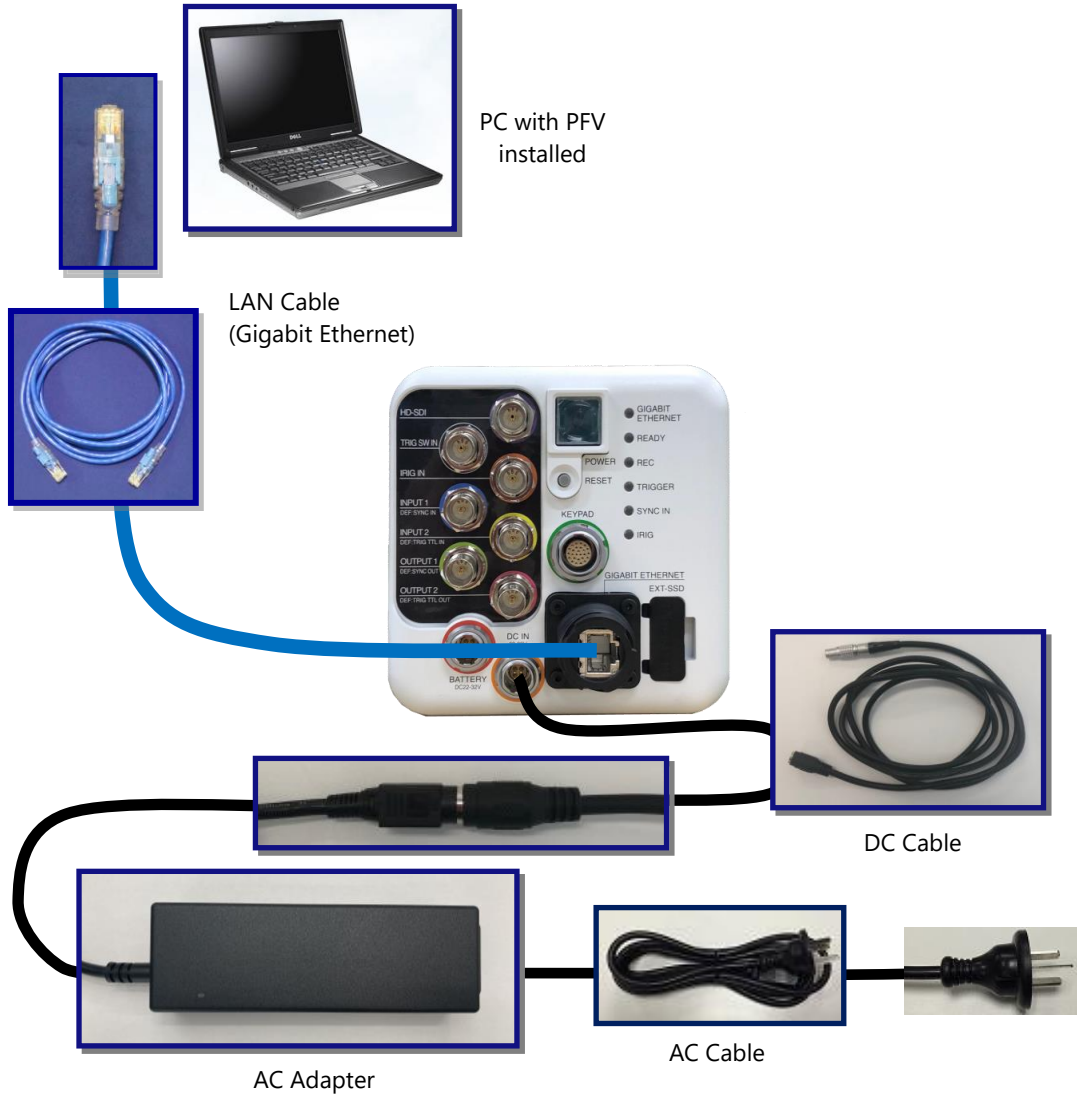 PC with PFV
installed
DELL
LAN Cable
(Gigabit Ethernet)
HD-SDI
TRIG SW IN
IRIG IN
INPUT 1
DEF:SYNC IN
INPUT 2
DEF:TRIG TTL IN
OUTPUT 1
DEF:SYNC OUT
OUTPUT 2
DEF:TRIG TTL OUT
POWER
RESET
GIGABIT
ETHERNET
READY
REC
TRIGGER
SYNC IN
IRIG
KEYPAD
GIGABIT ETHERNET
EXT-SSD
DC IN
BATTERY
DC22-32V
DC Cable
AC Cable
AC Adapter